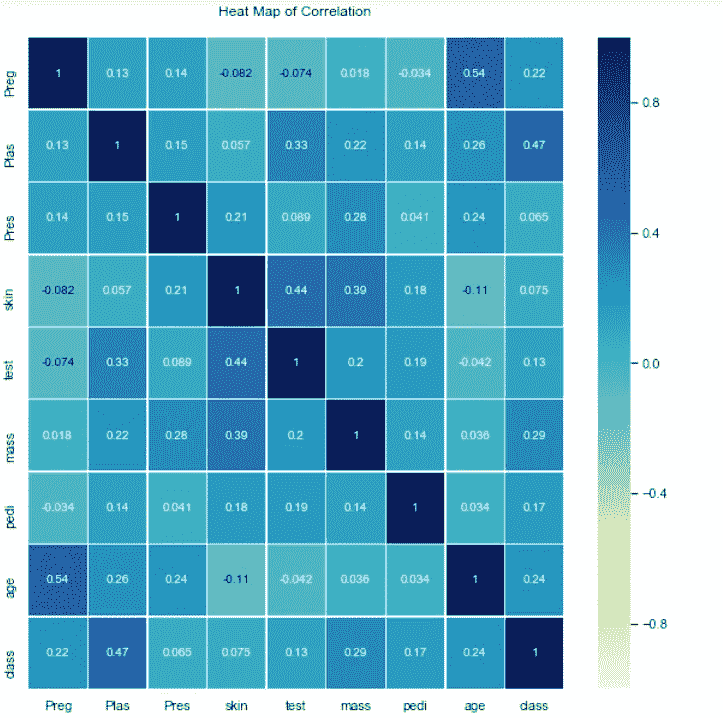 Heat Map of Correlation
Preg 1 0.13 0.14 -0.082 -0.074 0.018 -0.034 0.54 0.22
Plas 0.13 1 0.15 0.057 0.33 0.22 0.14 0.26 0.47
Pres 0.14 0.15 1 0.21 0.089 0.28 0.041 0.24 0.065
skin -0.082 0.057 0.21 1 0.44 0.39 0.18 -0.11 0.075
test -0.074 0.33 0.089 0.44 1 0.2 0.19 -0.042 0.13
mass 0.018 0.22 0.28 0.39 0.2 1 0.14 0.036 0.29
pedi -0.034 0.14 0.041 0.18 0.19 0.14 1 0.034 0.17
age 0.54 0.26 0.24 -0.11 -0.042 0.036 0.034 1 0.24
class 0.22 0.47 0.065 0.075 0.13 0.29 0.17 0.24 1
Preg Plas Pres skin test mass pedi age class
0.8
0.4
0.0
-0.4
-0.8